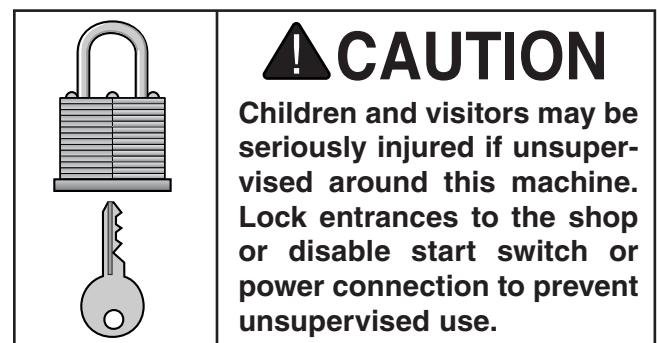 CAUTION
Children and visitors may be
seriously injured if unsuper-
vised around this machine.
Lock entrances to the shop
or disable start switch or
power connection to prevent
unsupervised use.